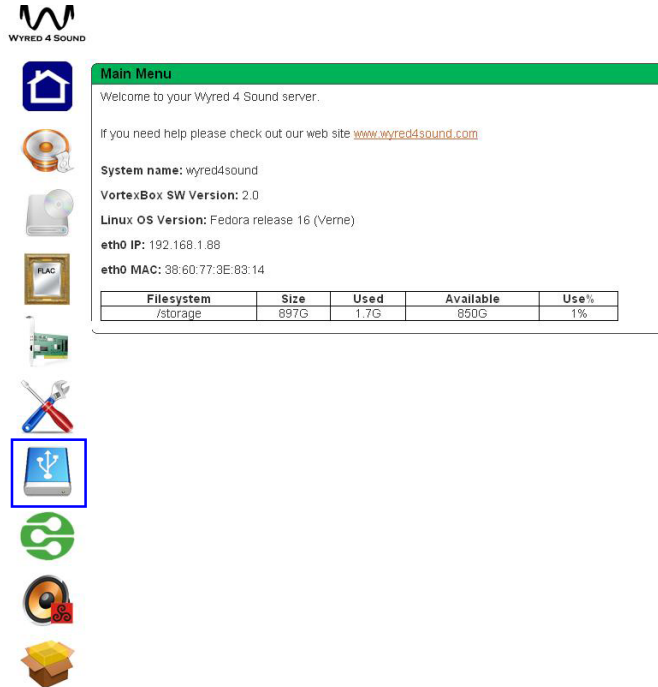 WYRED 4 SOUND
Main Menu
Welcome to your Wyred 4 Sound server.
If you need help please check out our web site www.wyred4sound.com
System name: wyred4sound
VortexBox SW Version: 2.0
Linux OS Version: Fedora release 16 (Verne)
FLAC
eth0 IP: 192.168.1.88
eth0 MAC: 38:60:77:3E:83:14
Filesystem Size Used Available Use%
/storage 897G 1.7G 850G 1%